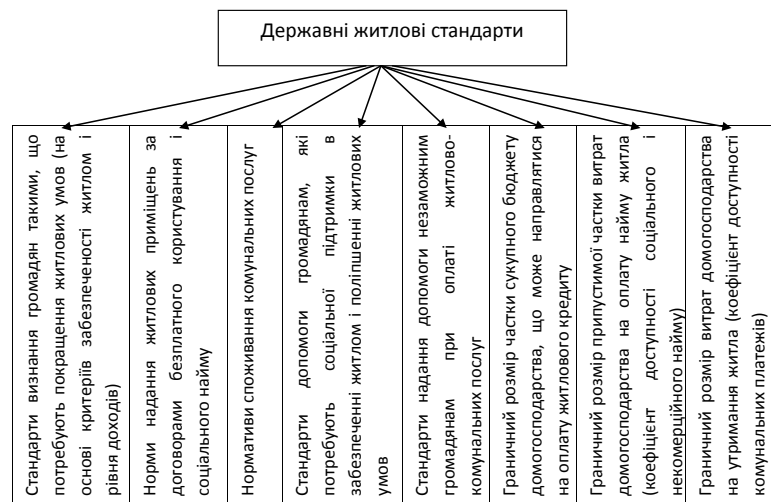 Державні житлові стандарти
Стандарти визнання громадян такими, що
потребують покращення житлових умов (на
основі критеріїв забезпеченості житлом і
рівня доходів)
Норми надання житлових приміщень за
договорами безплатного користування і
соціального найму
Нормативи споживання комунальних послуг
Стандарти допомоги громадянам, які
потребують соціальної підтримки в
забезпеченні житлом і поліпшенні житлових
умов
Стандарти надання допомоги незаможним
громадянам при оплаті житлово-
комунальних послуг
Граничний розмір частки сукупного бюджету
домогосподарства, що може направлятися
на оплату житлового кредиту
Граничний розмір припустимої частки витрат
домогосподарства на оплату найму житла
(коефіцієнт доступності соціального і
некомерційного найму)
Граничний розмір витрат домогосподарства
на утримання житла (коефіцієнт доступності
комунальних платежів)